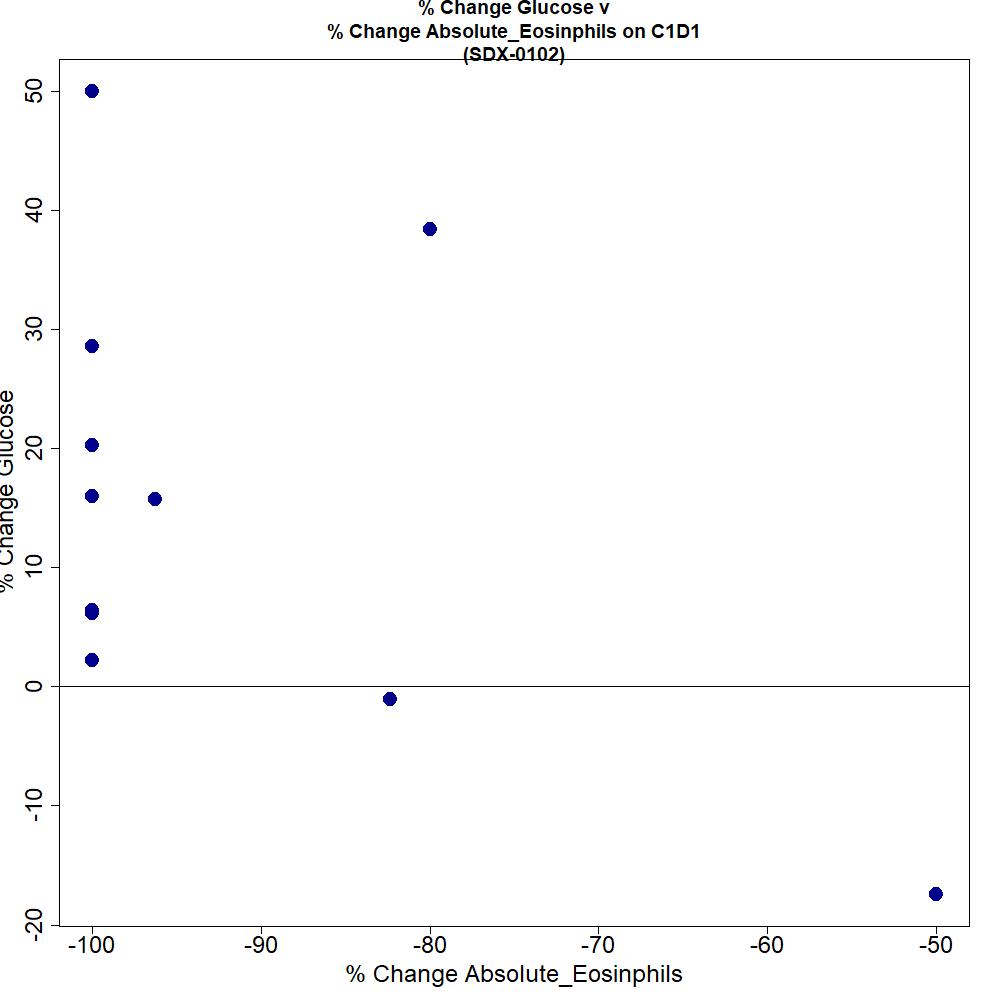 % Change Glucose v
% Change Absolute_Eosinphils on C1D1
(SDX-0102)
% Change Glucose
50
40
30
20
10
0
-10
-20
-100
-90
-80
-70
-60
-50
% Change Absolute_Eosinphils